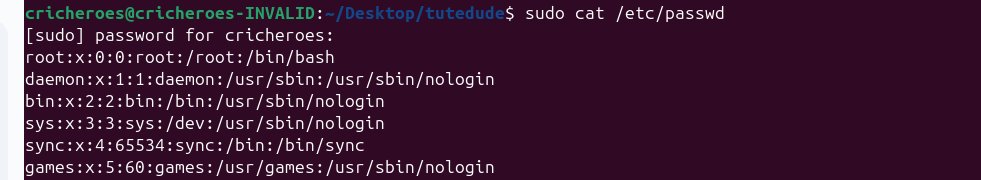 cricheroes@cricheroes-INVALID:~/Desktop/tutedude$ sudo cat /etc/passwd
[sudo] password for cricheroes:
root:x:0:0:root:/root:/bin/bash
daemon:x:1:1:daemon:/usr/sbin:/usr/sbin/nologin
bin:x:2:2:bin:/bin:/usr/sbin/nologin
sys:x:3:3:sys:/dev:/usr/sbin/nologin
sync:x:4:65534:sync:/bin:/bin/sync
games:x:5:60:games:/usr/games:/usr/sbin/nologin